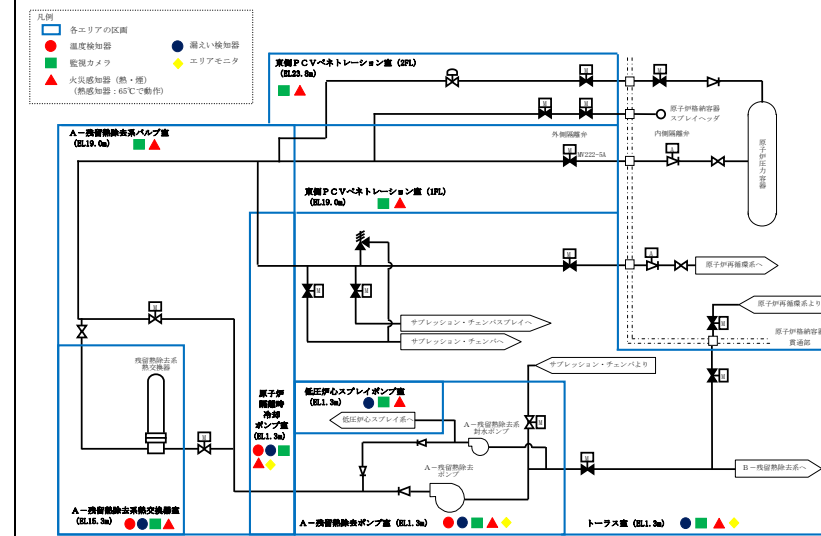 凡例
各エリアの区画
温度検知器
漏えい検知器
監視カメラ
エリアモニタ
火災感知器(熱・煙)
(熱感知器:65℃で動作)
東側PCVペネトレーション室(2FL)
(EL23.8m)
M
M
M
M
原子炉格納容器
スプレイヘッダ
A-残留熱除去系バルブ室
(EL19.0m)
外側隔離弁
内側隔離弁
M
MV222-5A
A
原子炉圧力容器
東側PCVペネトレーション室(1FL)
(EL19.0m)
M
A
原子炉再循環系へ
M
M
M
サプレッション・チェンバスプレイへ
サプレッション・チェンバへ
原子炉再循環系より
M
原子炉格納容器
貫通部
残留熱除去系
熱交換器
サプレッション・チェンバより
M
原子炉
隔離時
冷却
ポンプ室
(EL1.3m)
低圧炉心スプレイポンプ室
(EL1.3m)
低圧炉心スプレイ系へ
A-残留熱除去系
封水ポンプ
M
M
A-残留熱除去
ポンプ
M
B-残留熱除去系へ
A-残留熱除去系熱交換器室
(EL15.3m)
A-残留熱除去ポンプ室(EL1.3m)
トーラス室(EL1.3m)